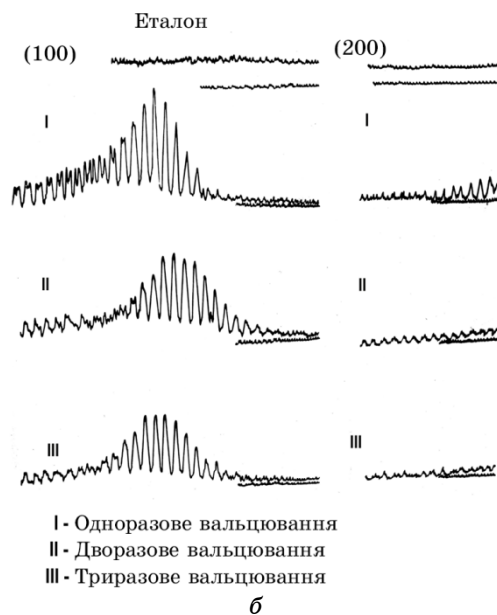 Еталон
(100)
(200)
I
I
II
II
III
III
I - Одноразове вальцювання
II - Дворазове вальцювання
III - Триразове вальцювання
б